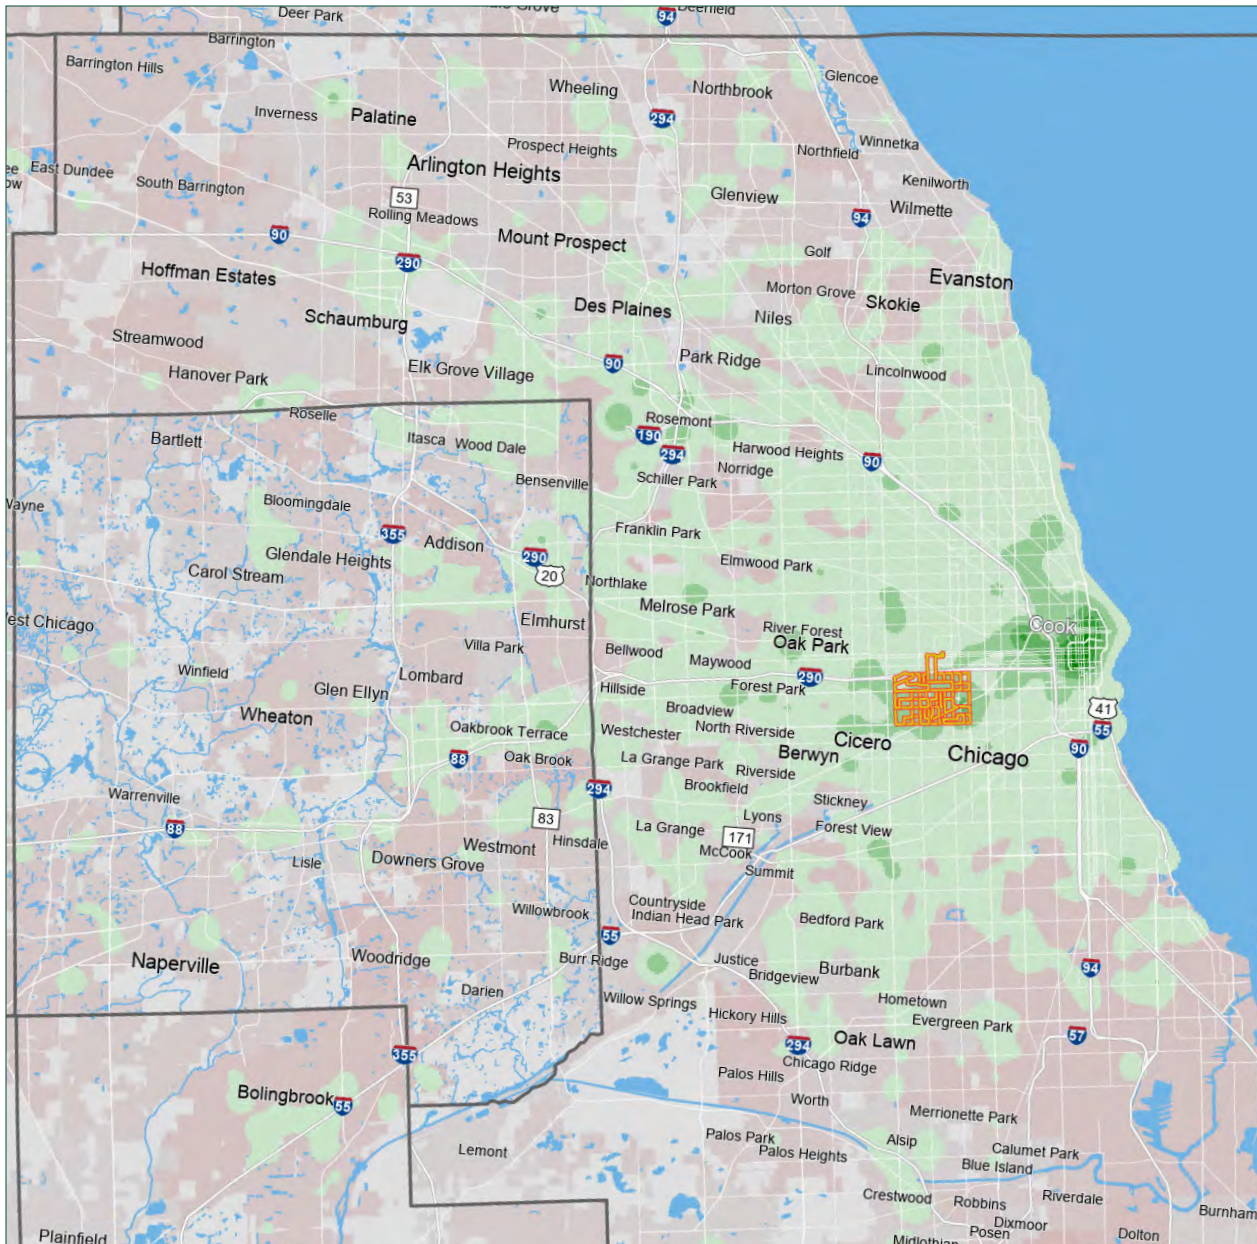 Deer Park
94
Deerfield
Barrington
Barrington Hills
Glencoe
Wheeling
Northbrook
Inverness
Palatine
294
Prospect Heights
Winnetka
Northfield
East Dundee
Arlington Heights
South Barrington
Kenilworth
53
Glenview
Wilmette
Rolling Meadows
94
90
Mount Prospect
Golf
290
Hoffman Estates
Evanston
Morton Grove
Skokie
Des Plaines
Niles
Schaumburg
Streamwood
Park Ridge
90
Elk Grove Village
Hanover Park
Lincolnwood
Roselle
Rosemont
Bartlett
Itasca
Wood Dale
190
294
Harwood Heights
90
Norridge
Bensenville
Schiller Park
Wayne
Bloomingdale
355
Franklin Park
Addison
Glendale Heights
290
20
Elmwood Park
Carol Stream
Northlake
Melrose Park
West Chicago
Elmhurst
River Forest
Cook
Oak Park
Villa Park
Bellwood
Maywood
Winfield
Lombard
290
Glen Ellyn
Hillside
Forest Park
Wheaton
Broadview
41
Oakbrook Terrace
Westchester
North Riverside
55
Cicero
90
Berwyn
Chicago
88
Oak Brook
La Grange Park
Riverside
Brookfield
294
Warrenville
Stickney
88
83
Lyons
La Grange
171
Forest View
Hinsdale
Westmont
McCook
Lisle
Downers Grove
Summit
Countryside
Willowbrook
Indian Head Park
Bedford Park
55
Naperville
Woodridge
Burr Ridge
Justice
Bridgeview
Burbank
94
Darien
Willow Springs
Hometown
Hickory Hills
Evergreen Park
57
294
Oak Lawn
355
Chicago Ridge
Palos Hills
Bolingbrook
55
Worth
Merrionette Park
Palos Park
Alsip
Lemont
Palos Heights
Calumet Park
Blue Island
Crestwood
Robbins
Riverdale
Burnham
Dixmoor
Posen
Dolton
Plainfield
Midlothian